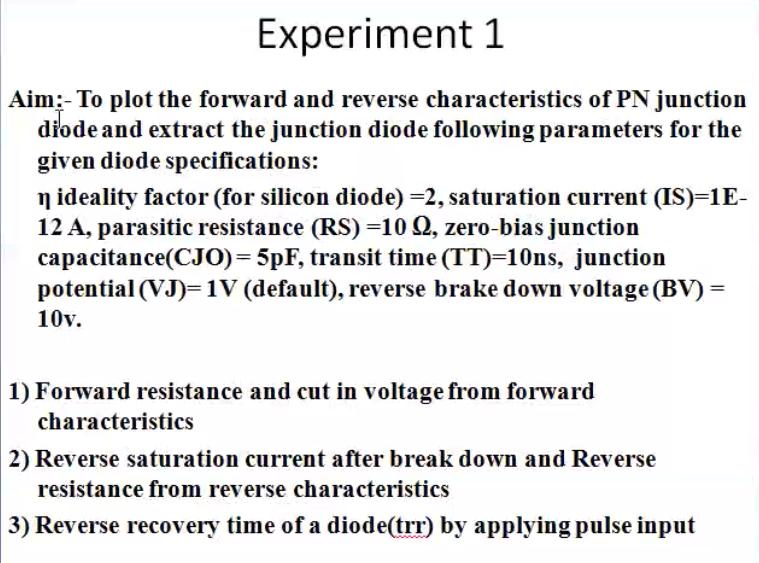 Experiment 1
Aim:- To plot the forward and reverse characteristics of PN junction
diode and extract the junction diode following parameters for the
given diode specifications:
η ideality factor (for silicon diode) =2, saturation current (IS)=1E-
12 A, parasitic resistance (RS) =10 Ω, zero-bias junction
capacitance(CJO) = 5pF, transit time (TT)=10ns, junction
potential (VJ)= 1V (default), reverse brake down voltage (BV) =
10v.
1) Forward resistance and cut in voltage from forward
characteristics
2) Reverse saturation current after break down and Reverse
resistance from reverse characteristics
3) Reverse recovery time of a diode(trr) by applying pulse input